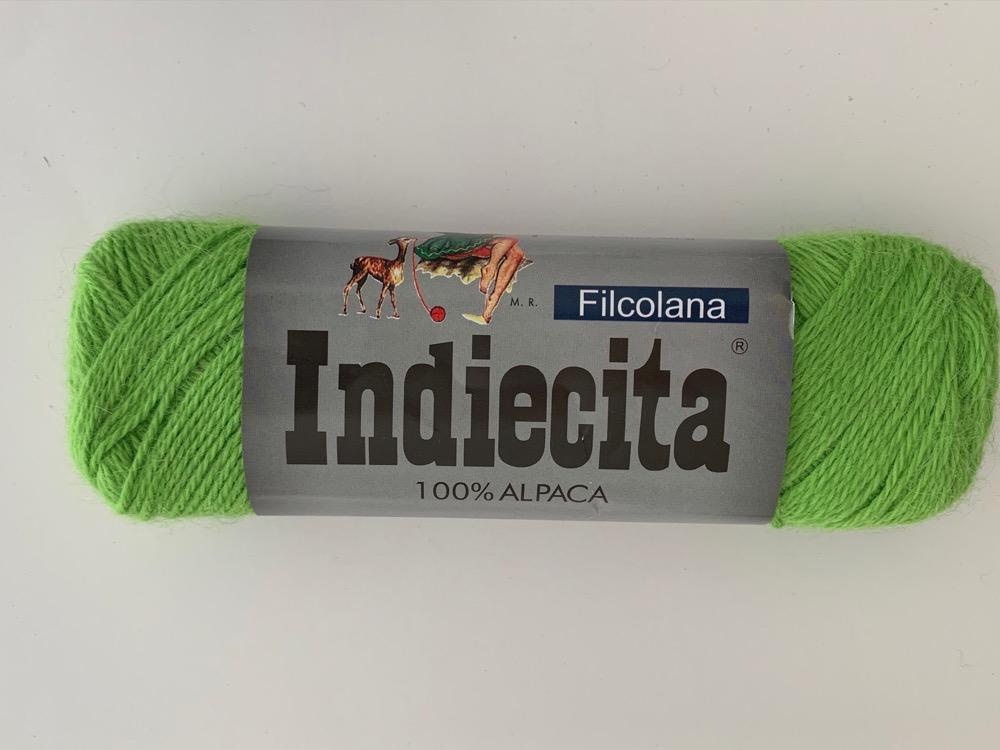 M. R.
Filcolana
Indiecita ®
100% ALPACA